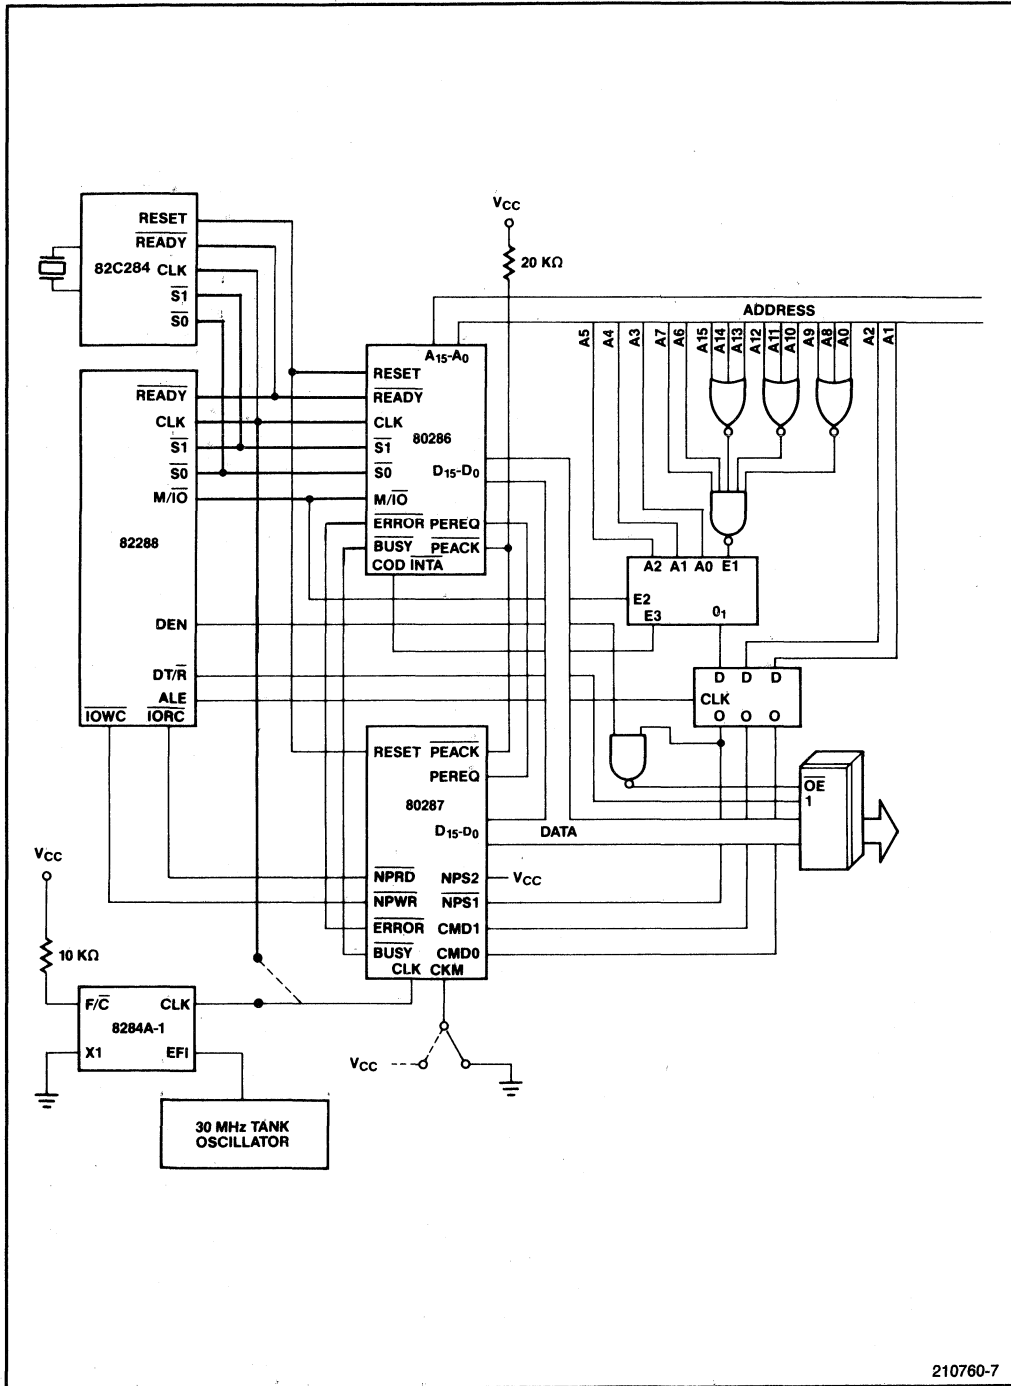 VCC
20 KΩ
RESET
READY
82C284
CLK
S1
S0
ADDRESS
A5
A4
A3
A7
A6
A15
A14
A13
A12
A11
A10
A9
A8
A0
A2
A1
READY
CLK
S1
S0
M/IO
82288
DEN
DT/R
ALE
IOWC
IORC
A15-A0
RESET
READY
CLK
80286
S1
S0
D15-D0
M/IO
ERROR
PEREQ
BUSY
PEACK
COD INTA
A2
A1
A0
E1
E2
E3
01
D
D
D
CLK
O
O
O
RESET
PEACK
PEREQ
80287
D15-D0
DATA
OE
1
NPRD
NPS2
VCC
NPWR
NPS1
ERROR
CMD1
BUSY
CMD0
CLK
CKM
VCC
10 KΩ
F/C
CLK
8284A-1
X1
EFI
VCC
30 MHz TANK
OSCILLATOR
210760-7